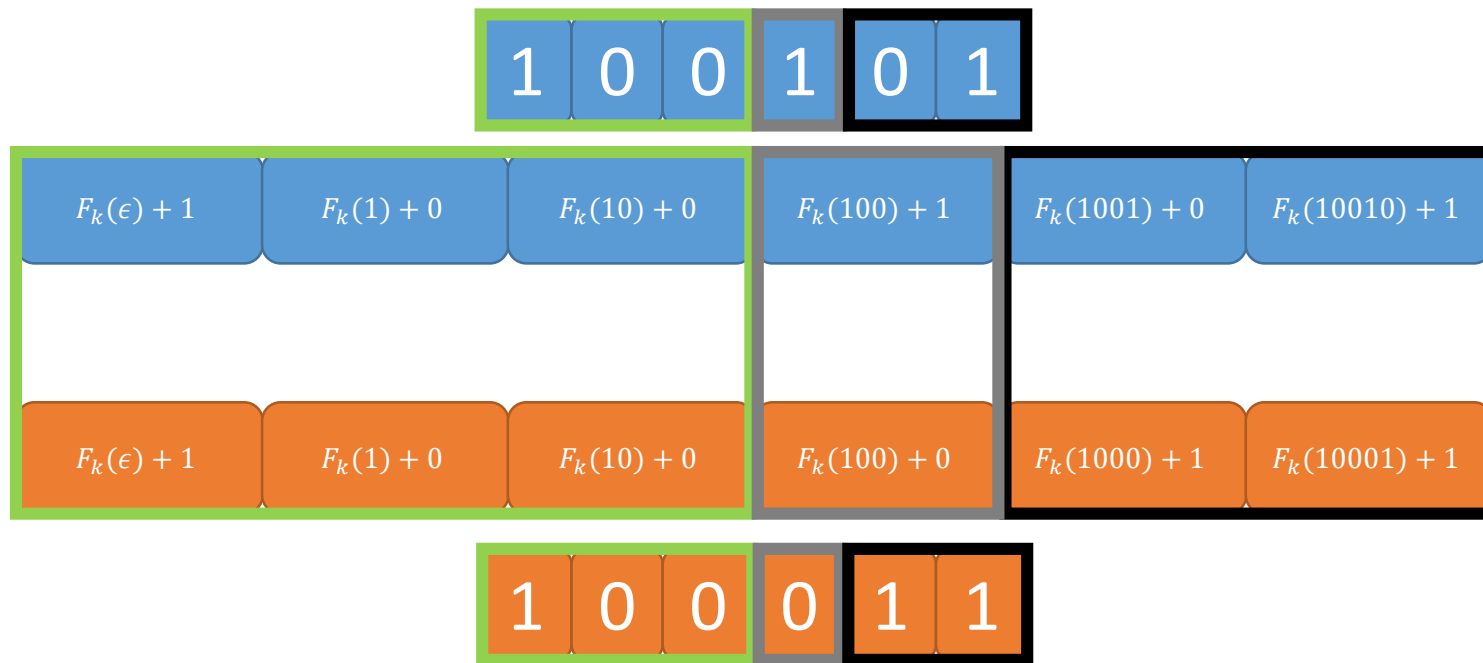 1 0 0 1 0 1
F_k(ϵ) + 1 F_k(1) + 0 F_k(10) + 0 F_k(100) + 1 F_k(1001) + 0 F_k(10010) + 1
F_k(ϵ) + 1 F_k(1) + 0 F_k(10) + 0 F_k(100) + 0 F_k(1000) + 1 F_k(10001) + 1
1 0 0 0 1 1